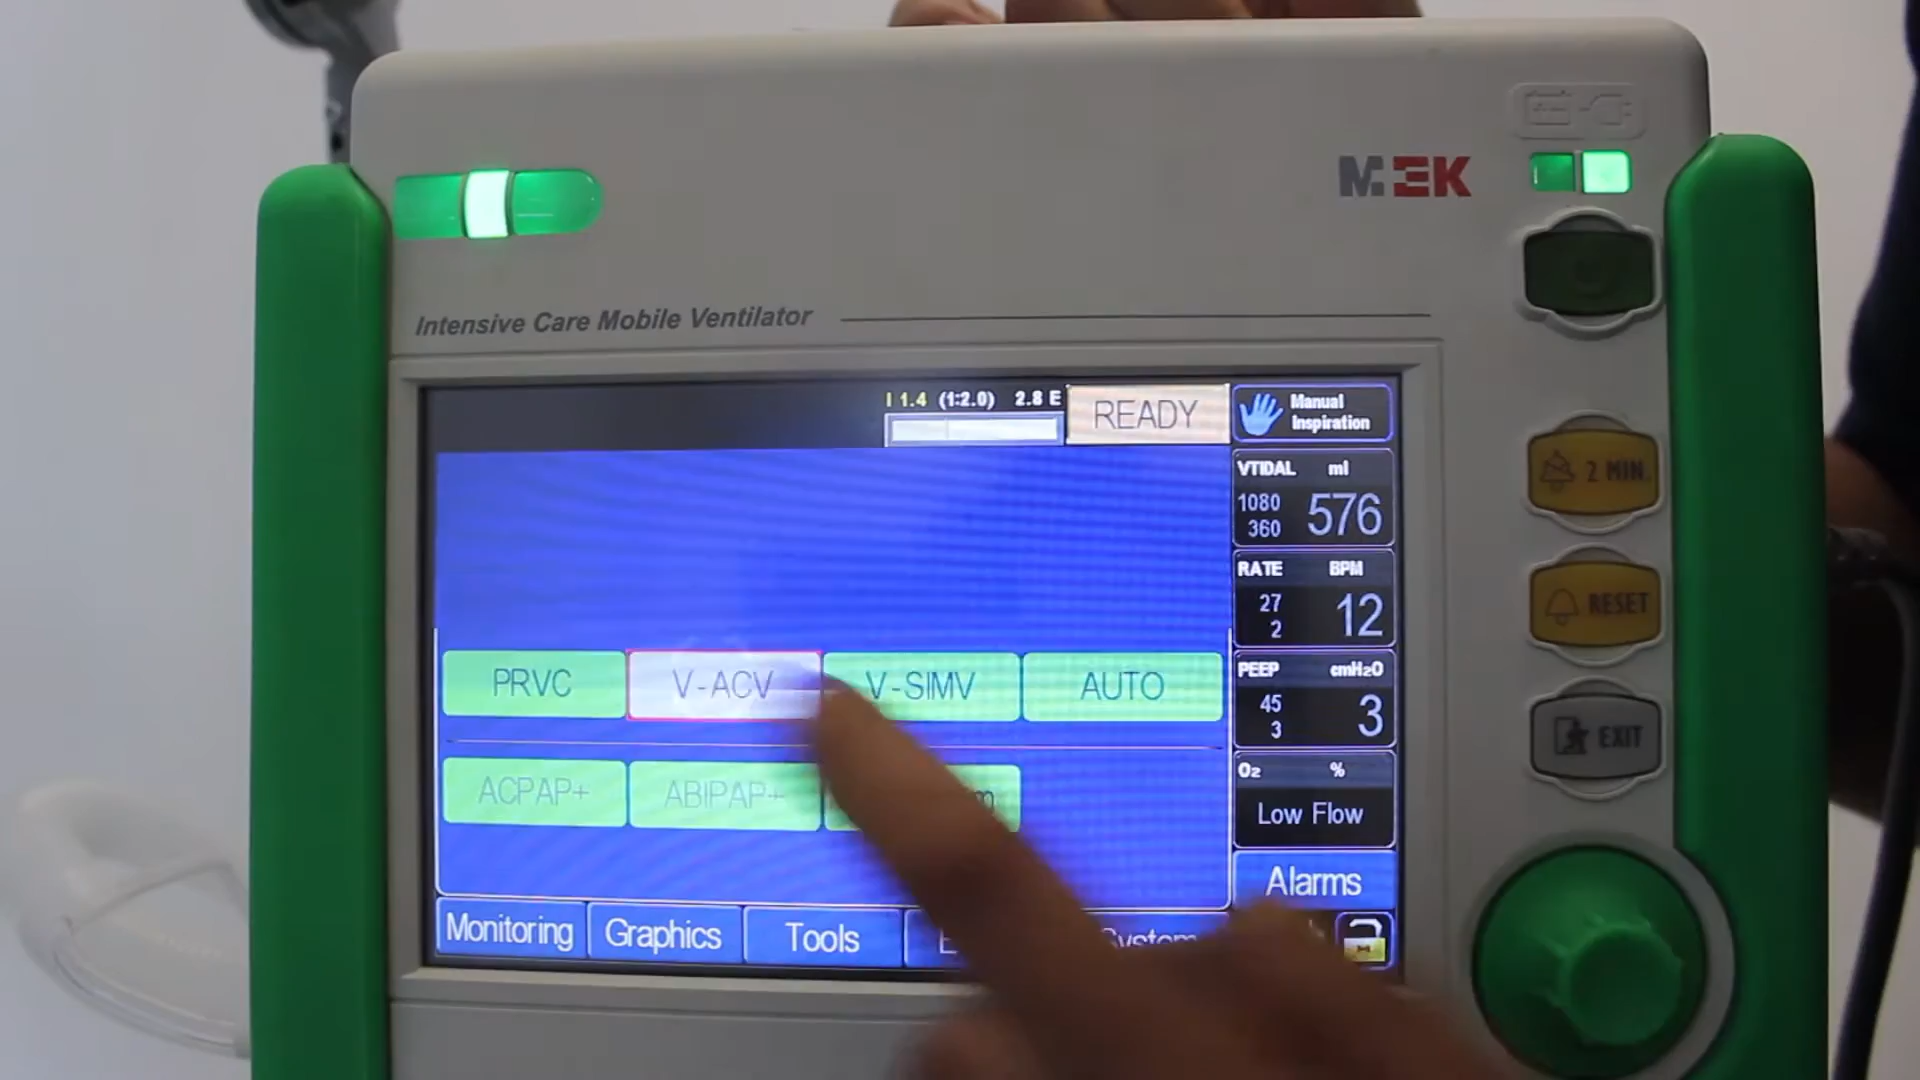 MEK
Intensive Care Mobile Ventilator
I 1.4 (1:2.0) 2.8 E
READY
Manual
Inspiration
VTIDAL ml
1080
360
576
RATE BPM
27
2
12
PEEP cmH2O
45
3
3
O2 %
Low Flow
Alarms
PRVC V-ACV V-SIMV AUTO
ACPAP+ ABIPAP+
Monitoring Graphics Tools System
2 MIN.
RESET
EXIT